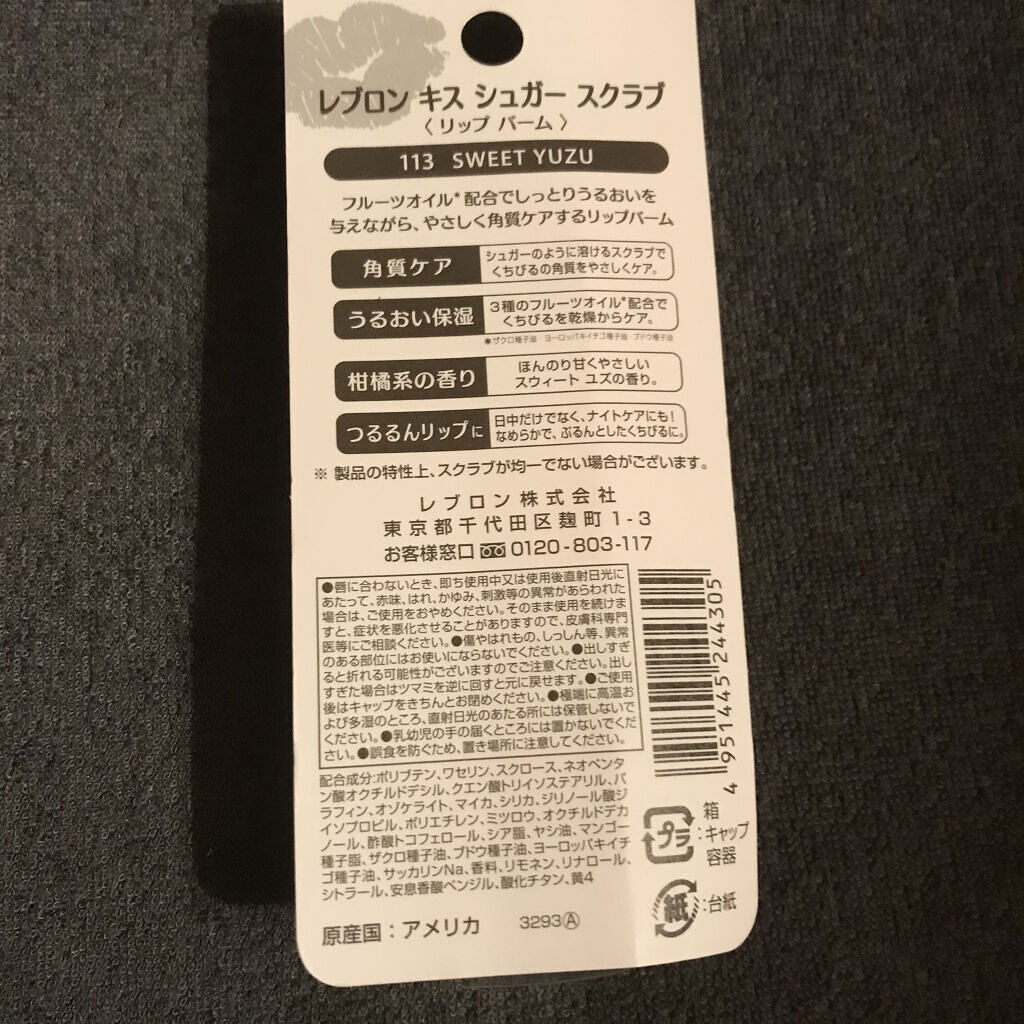 レブロン キス シュガー スクラブ
〈 リップ バーム 〉
113 SWEET YUZU
フルーツオイル*配合でしっとりうるおいを
与えながら、やさしく角質ケアするリップバーム
角質ケア
シュガーのように溶けるスクラブで
くちびるの角質をやさしくケア。
うるおい保湿
3種のフルーツオイル*配合で
くちびるを乾燥からケア。
*ザクロ種子油・ヨーロッパキイチゴ種子油・ブドウ種子油
柑橘系の香り
ほんのり甘くやさしい
スウィート ユズの香り。
つるるんリップに
日中だけでなく、ナイトケアにも!
なめらかで、ぷるんとしたくちびるに。
※ 製品の特性上、スクラブが均一でない場合がございます。
レブロン株式会社
東京都千代田区麹町1-3
お客様窓口 0120-803-117
●唇に合わないとき、即ち使用中又は使用後直射日光に
あたって、赤味、はれ、かゆみ、刺激等の異常があらわれた
場合は、ご使用をおやめください。そのまま使用を続けま
すと、症状を悪化させることがありますので、皮膚科専門
医等にご相談ください。●傷やはれもの、しっしん等、異常
のある部位にはお使いにならないでください。●出しすぎ
ると折れる可能性がございますのでご注意ください。出し
すぎた場合はツマミを逆に回すと元に戻せます。●ご使用
後はキャップをきちんとお閉めください。●極端に高温お
よび多湿のところ、直射日光のあたる所には保管しないで
ください。●乳幼児の手の届くところには置かないでくだ
さい。●誤食を防ぐため、置き場所に注意してください。
4951445244305
配合成分:ポリブテン、ワセリン、スクロース、ネオペンタ
ン酸オクチルドデシル、クエン酸トリイソステアリル、パ
ラフィン、オゾケライト、マイカ、シリカ、ジリノール酸ジ
イソプロピル、ポリエチレン、ミツロウ、オクチルドデカ
ノール、酢酸トコフェロール、シア脂、ヤシ油、マンゴー
種子脂、ザクロ種子油、ブドウ種子油、ヨーロッパキイチ
ゴ種子油、サッカリンNa、香料、リモネン、リナロール、
シトラール、安息香酸ベンジル、酸化チタン、黄4
プラ
箱
:キャップ
容器
紙:台紙
原産国:アメリカ 3293Ⓐ